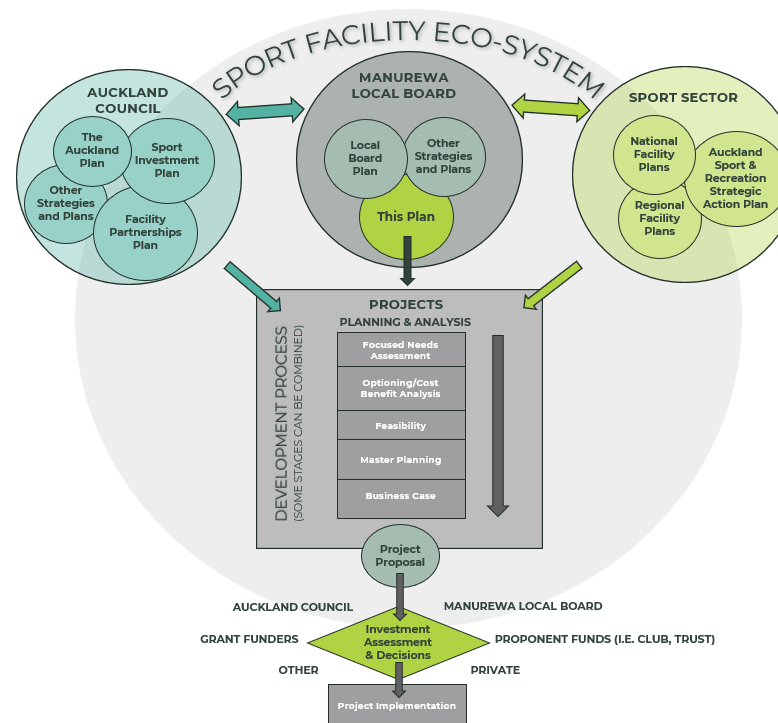 SPORT FACILITY ECO-SYSTEM
AUCKLAND
COUNCIL
The
Auckland
Plan
Sport
Investment
Plan
Other
Strategies
and Plans
Facility
Partnerships
Plan
MANUREWA
LOCAL BOARD
Local
Board
Plan
Other
Strategies
and Plans
This Plan
SPORT SECTOR
National
Facility
Plans
Auckland
Sport &
Recreation
Strategic
Action Plan
Regional
Facility
Plans
PROJECTS
PLANNING & ANALYSIS
DEVELOPMENT PROCESS
(SOME STAGES CAN BE COMBINED)
Focused Needs
Assessment
Optioning/Cost
Benefit Analysis
Feasibility
Master Planning
Business Case
Project
Proposal
AUCKLAND COUNCIL
MANUREWA LOCAL BOARD
GRANT FUNDERS
Investment
Assessment
& Decisions
PROPONENT FUNDS (I.E. CLUB, TRUST)
OTHER
PRIVATE
Project Implementation